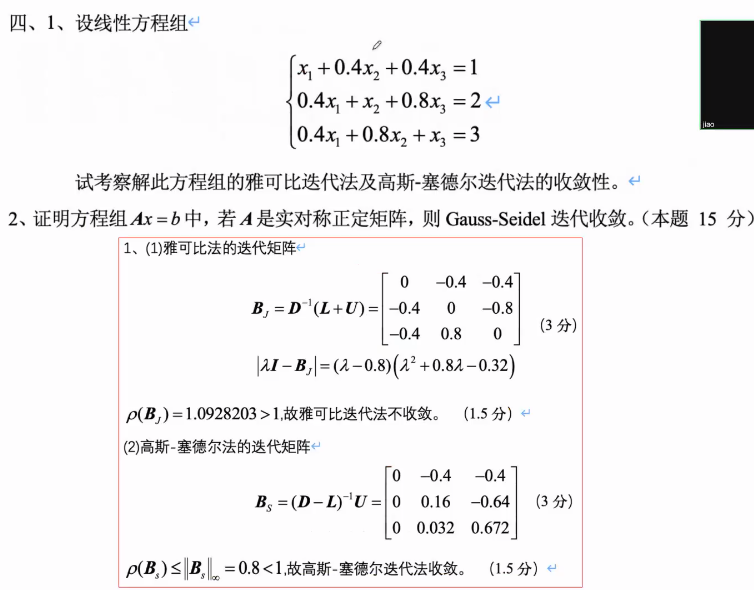 四、1、设线性方程组↵
x₁ + 0.4x₂ + 0.4x₃ = 1
0.4x₁ + x₂ + 0.8x₃ = 2 ↵
0.4x₁ + 0.8x₂ + x₃ = 3
jiao
试考察解此方程组的雅可比迭代法及高斯-塞德尔迭代法的收敛性。↵
2、证明方程组 Ax = b 中，若 A 是实对称正定矩阵，则 Gauss-Seidel 迭代收敛。（本题 15 分）
1、(1)雅可比法的迭代矩阵↵
B_J = D⁻¹(L+U) = [0 −0.4 −0.4; −0.4 0 −0.8; −0.4 0.8 0] （3 分）
|λI − B_J| = (λ − 0.8)(λ² + 0.8λ − 0.32)
ρ(B_J) = 1.0928203 > 1,故雅可比迭代法不收敛。 （1.5 分）↵
(2)高斯-塞德尔法的迭代矩阵↵
B_S = (D − L)⁻¹U = [0 −0.4 −0.4; 0 0.16 −0.64; 0 0.032 0.672] （3 分）
ρ(B_s) ≤ ‖B_s‖_∞ = 0.8 < 1,故高斯-塞德尔迭代法收敛。 （1.5 分）↵